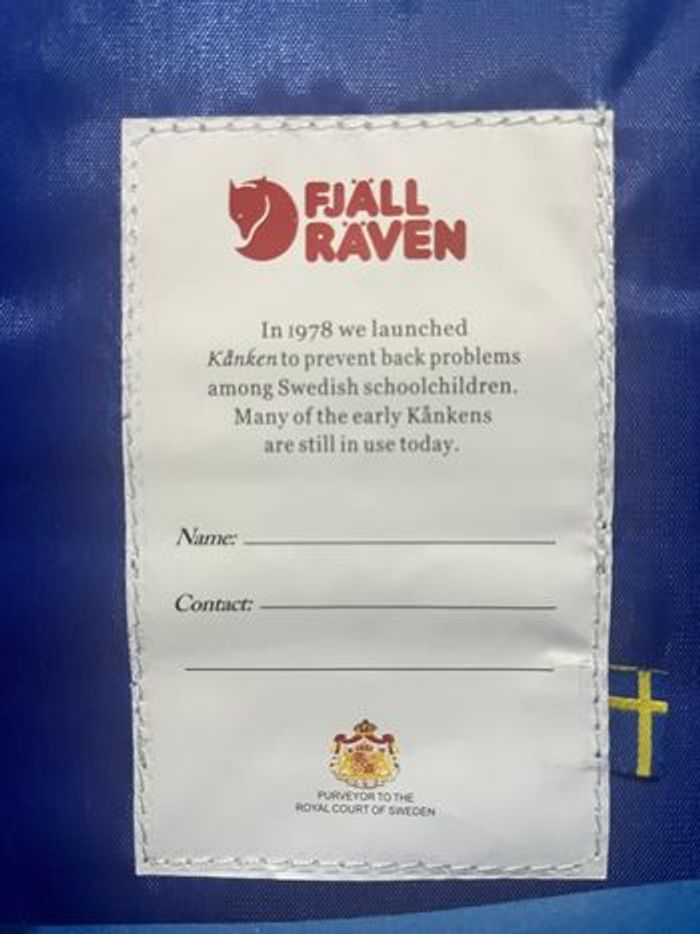 FJÄLL
RÄVEN
In 1978 we launched
Kånken to prevent back problems
among Swedish schoolchildren.
Many of the early Kånkens
are still in use today.
Name:
Contact:
PURVEYOR TO THE
ROYAL COURT OF SWEDEN